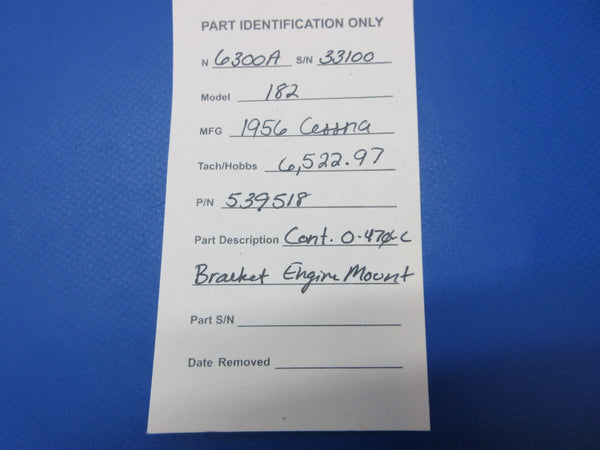 PART IDENTIFICATION ONLY
N 6300A S/N 33100
Model 182
MFG 1956 Cessna
Tach/Hobbs 6,522.97
P/N 539518
Part Description Cont. O-470-C
Bracket Engine Mount
Part S/N
Date Removed